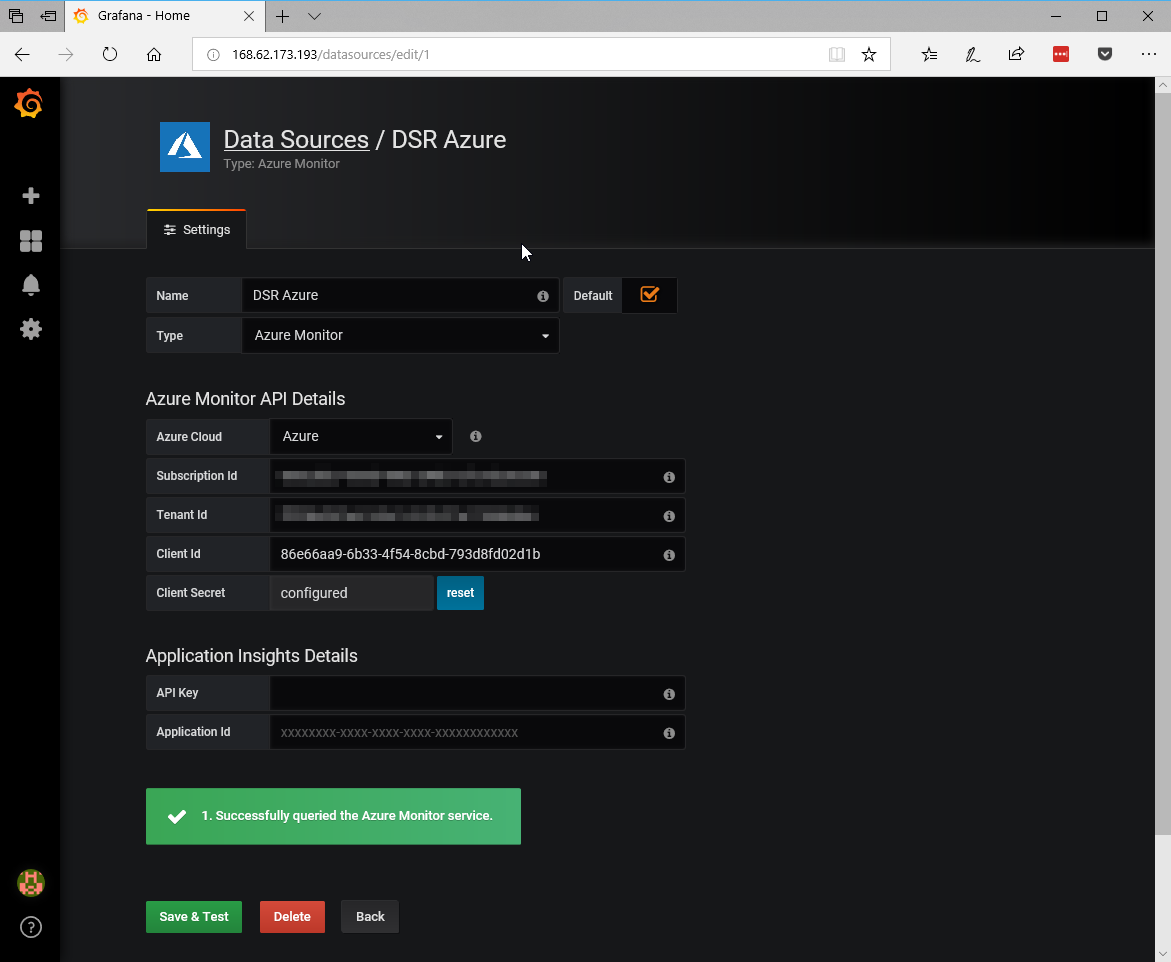 Grafana - Home
168.62.173.193/datasources/edit/1
Data Sources / DSR Azure
Type: Azure Monitor
Settings
Name DSR Azure Default
Type Azure Monitor
Azure Monitor API Details
Azure Cloud Azure
Subscription Id
Tenant Id
Client Id 86e66aa9-6b33-4f54-8cbd-793d8fd02d1b
Client Secret configured reset
Application Insights Details
API Key
Application Id xxxxxxxx-xxxx-xxxx-xxxx-xxxxxxxxxxxx
1. Successfully queried the Azure Monitor service.
Save & Test Delete Back